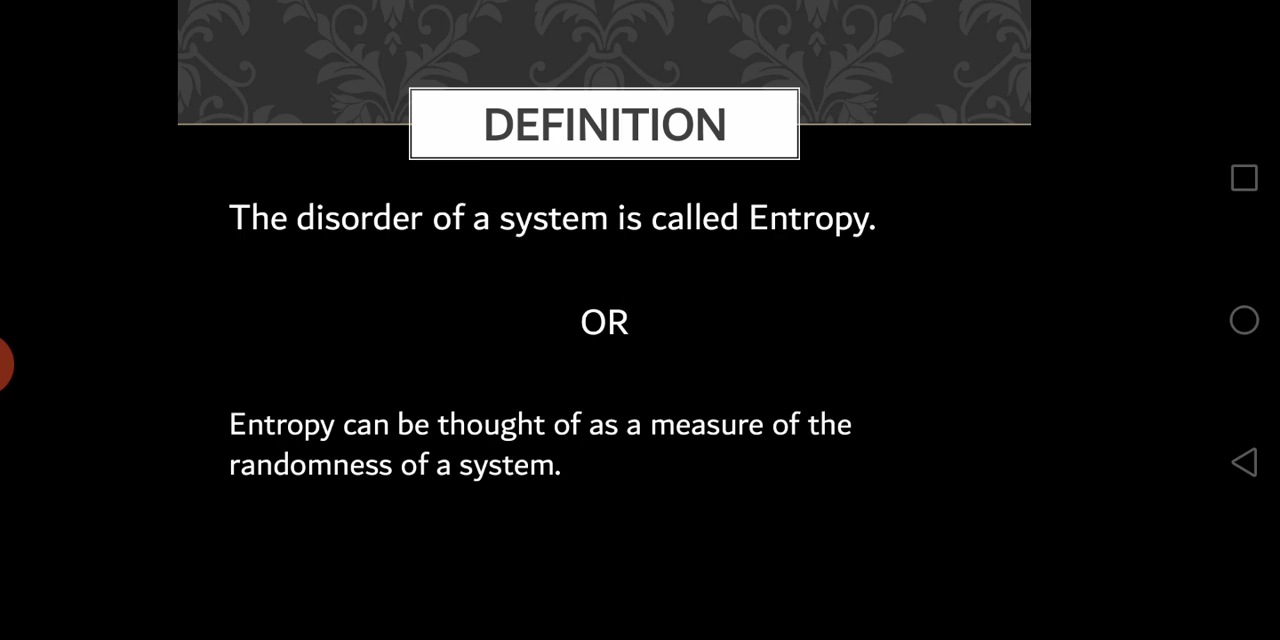 DEFINITION
The disorder of a system is called Entropy.
OR
Entropy can be thought of as a measure of the
randomness of a system.